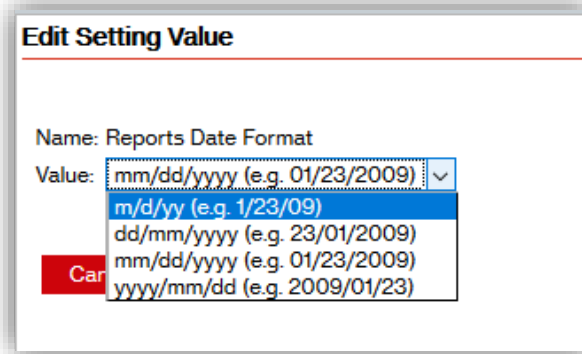 Edit Setting Value
Name: Reports Date Format
Value: mm/dd/yyyy (e.g. 01/23/2009)
m/d/yy (e.g. 1/23/09)
dd/mm/yyyy (e.g. 23/01/2009)
mm/dd/yyyy (e.g. 01/23/2009)
Can
yyyy/mm/dd (e.g. 2009/01/23)